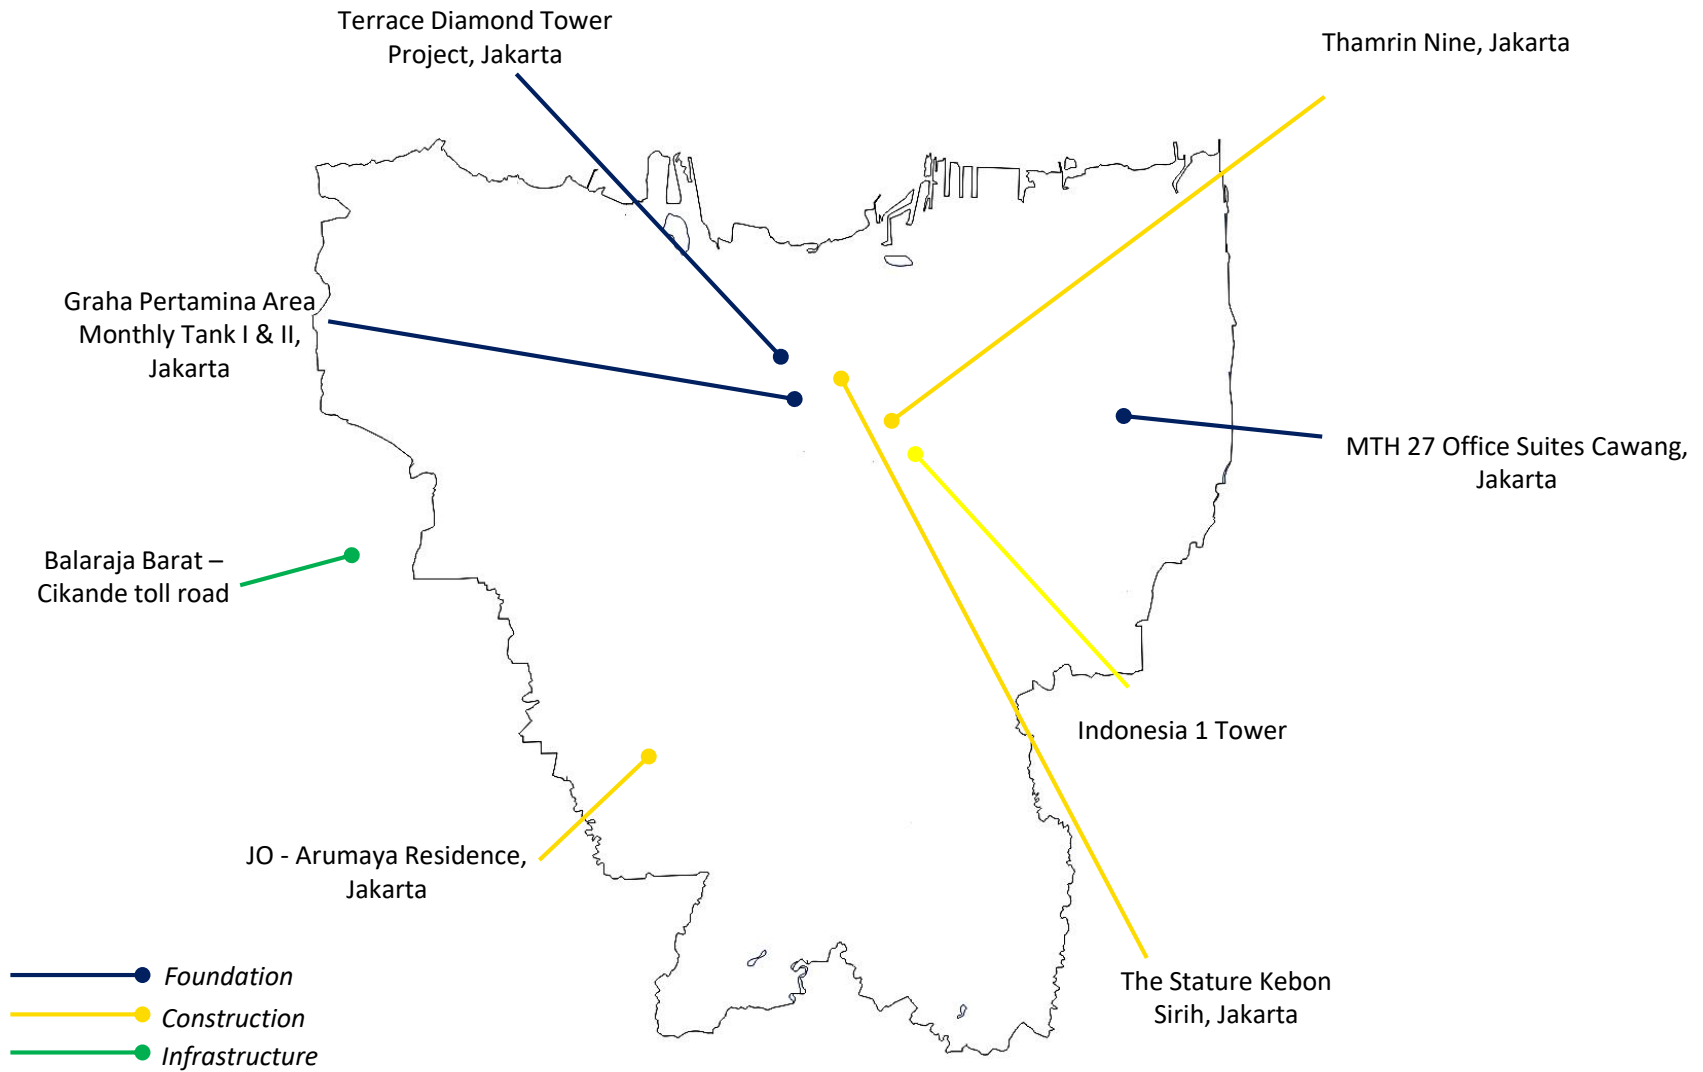 Terrace Diamond Tower
Project, Jakarta
Thamrin Nine, Jakarta
Graha Pertamina Area
Monthly Tank I & II,
Jakarta
MTH 27 Office Suites Cawang,
Jakarta
Balaraja Barat –
Cikande toll road
Indonesia 1 Tower
JO - Arumaya Residence,
Jakarta
The Stature Kebon
Sirih, Jakarta
Foundation
Construction
Infrastructure